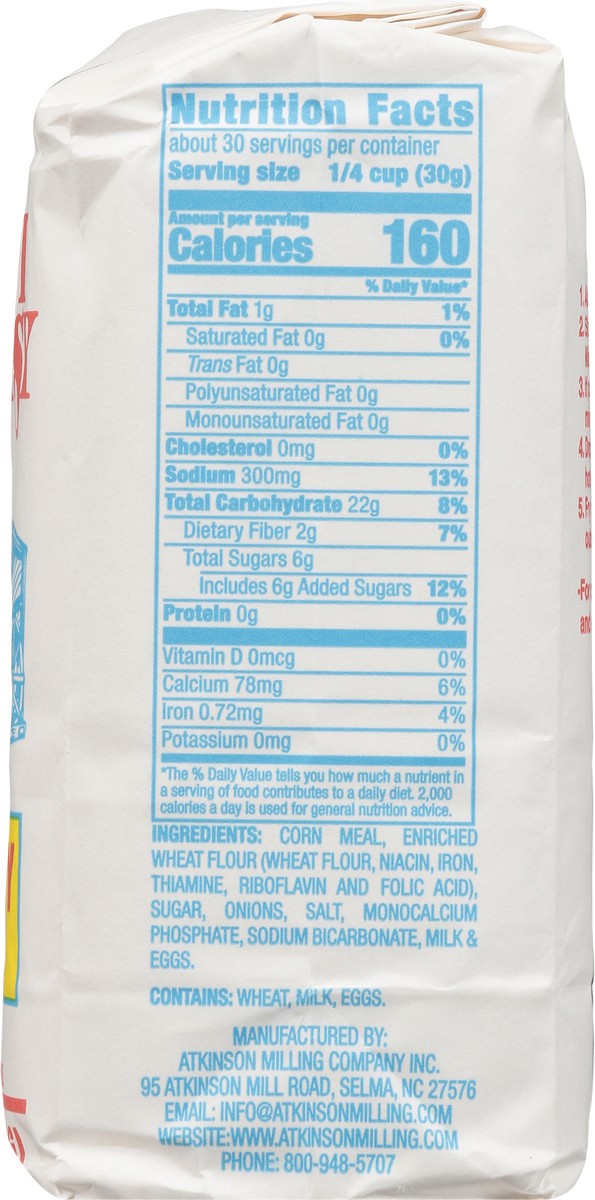 Nutrition Facts
about 30 servings per container
Serving size 1/4 cup (30g)
Amount per serving
Calories 160
% Daily Value*
Total Fat 1g 1%
Saturated Fat 0g 0%
Trans Fat 0g
Polyunsaturated Fat 0g
Monounsaturated Fat 0g
Cholesterol 0mg 0%
Sodium 300mg 13%
Total Carbohydrate 22g 8%
Dietary Fiber 2g 7%
Total Sugars 6g
Includes 6g Added Sugars 12%
Protein 0g 0%
Vitamin D 0mcg 0%
Calcium 78mg 6%
Iron 0.72mg 4%
Potassium 0mg 0%
*The % Daily Value tells you how much a nutrient in
a serving of food contributes to a daily diet. 2,000
calories a day is used for general nutrition advice.
INGREDIENTS: CORN MEAL, ENRICHED
WHEAT FLOUR (WHEAT FLOUR, NIACIN, IRON,
THIAMINE, RIBOFLAVIN AND FOLIC ACID),
SUGAR, ONIONS, SALT, MONOCALCIUM
PHOSPHATE, SODIUM BICARBONATE, MILK &
EGGS.
CONTAINS: WHEAT, MILK, EGGS.
MANUFACTURED BY:
ATKINSON MILLING COMPANY INC.
95 ATKINSON MILL ROAD, SELMA, NC 27576
EMAIL: INFO@ATKINSONMILLING.COM
WEBSITE:WWW.ATKINSONMILLING.COM
PHONE: 800-948-5707